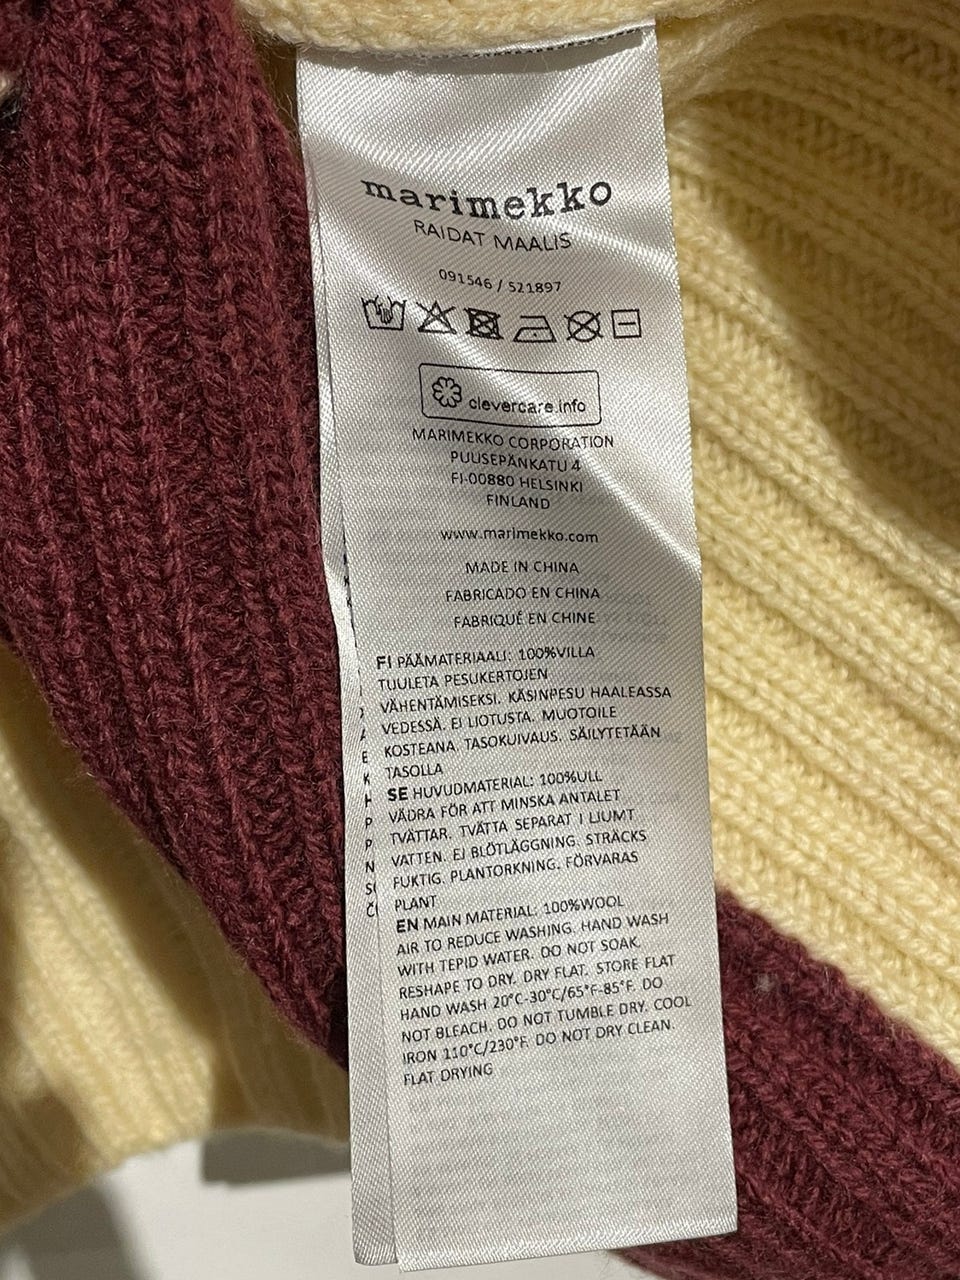 marimekko
RAIDAT MAALIS
091546 / 521897
clevercare.info
MARIMEKKO CORPORATION
PUUSEPÄNKATU 4
FI-00880 HELSINKI
FINLAND
www.marimekko.com
MADE IN CHINA
FABRICADO EN CHINA
FABRIQUÉ EN CHINE
FI PÄÄMATERIAALI: 100%VILLA
TUULETA PESUKERTOJEN
VÄHENTÄMISEKSI. KÄSINPESU HAALEASSA
VEDESSÄ. EI LIOTUSTA. MUOTOILE
KOSTEANA. TASOKUIVAUS. SÄILYTETÄÄN
TASOLLA
SE HUVUDMATERIAL: 100%ULL
VÄDRA FÖR ATT MINSKA ANTALET
TVÄTTAR. TVÄTTA SEPARAT I LJUMT
VATTEN. EJ BLÖTLÄGGNING. STRÄCKS
FUKTIG. PLANTORKNING. FÖRVARAS
PLANT
EN MAIN MATERIAL: 100%WOOL
AIR TO REDUCE WASHING. HAND WASH
WITH TEPID WATER. DO NOT SOAK.
RESHAPE TO DRY. DRY FLAT. STORE FLAT
HAND WASH 20°C-30°C/65°F-85°F. DO
NOT BLEACH. DO NOT TUMBLE DRY. COOL
IRON 110°C/230°F. DO NOT DRY CLEAN.
FLAT DRYING